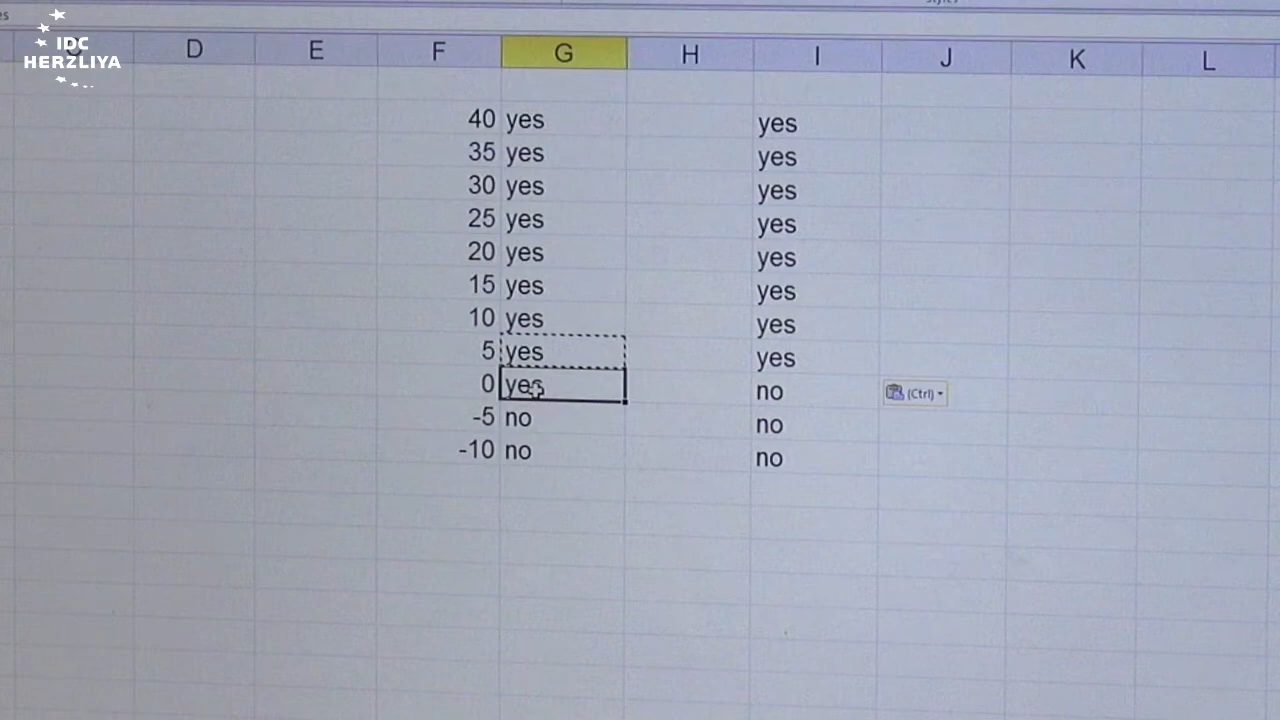 IDC
HERZLIYA
D E F G H I J K L
40 yes yes
35 yes yes
30 yes yes
25 yes yes
20 yes yes
15 yes yes
10 yes yes
5 yes yes
0 yes no (Ctrl)
-5 no no
-10 no no